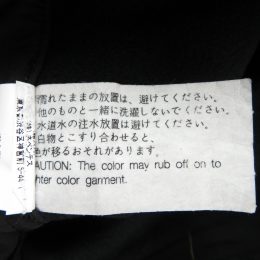 濡れたままの放置は、避けてください。
他のものと一緒に洗濯しないでください。
水道水の注水放置は避けてください。
白物とこすり合わせると、
色が移るおそれがあります。
CAUTION: The color may rub off on to
lighter color garment.